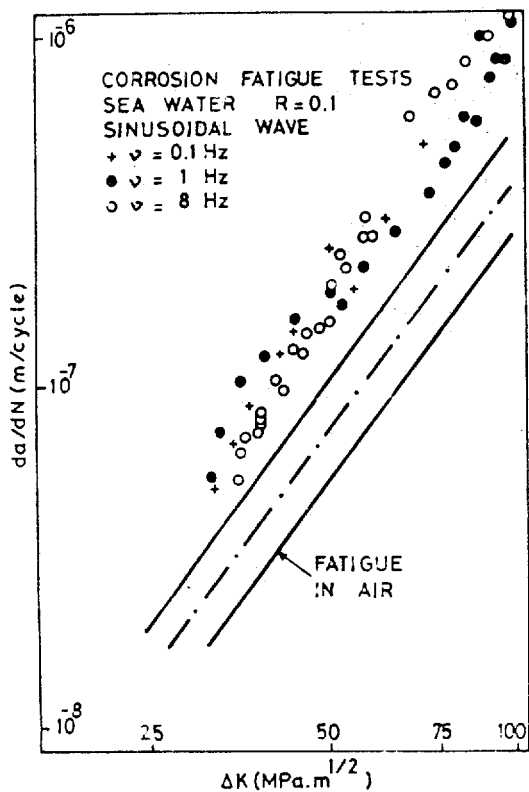 10⁻⁶
CORROSION FATIGUE TESTS
SEA WATER R=0.1
SINUSOIDAL WAVE
+ ν = 0.1 Hz
● ν = 1 Hz
○ ν = 8 Hz
da/dN (m/cycle)
10⁻⁷
FATIGUE
IN AIR
10⁻⁸
25 50 75 100
ΔK (MPa.m^1/2)